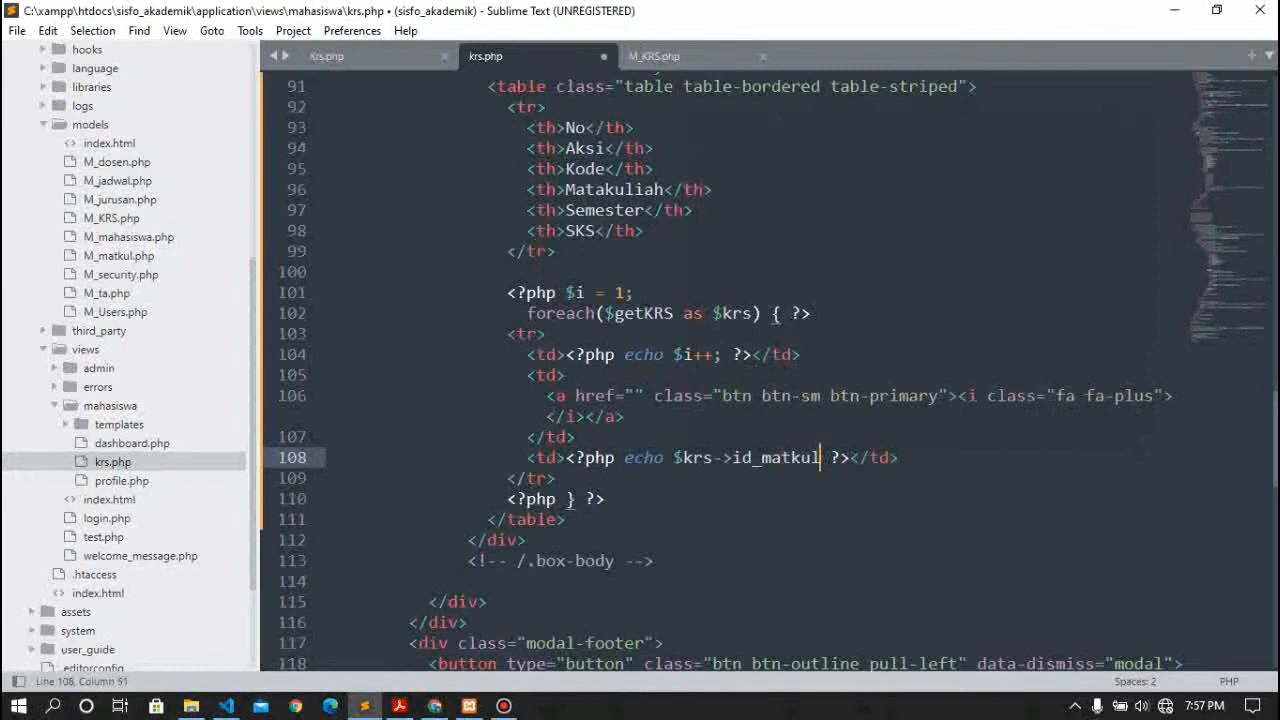 C:\xampp\htdocs\sisfo_akademik\application\views\mahasiswa\krs.php • (sisfo_akademik) - Sublime Text (UNREGISTERED)
File Edit Selection Find View Goto Tools Project Preferences Help
hooks
language
libraries
logs
models
index.html
M_dosen.php
M_jadwal.php
M_jurusan.php
M_KRS.php
M_mahasiswa.php
M_matkul.php
M_security.php
M_ta.php
M_Users.php
third_party
views
admin
errors
mahasiswa
templates
dashboard.php
krs.php
profile.php
index.html
login.php
test.php
welcome_message.php
.htaccess
index.html
assets
system
user_guide
.editorconfig
Krs.php krs.php M_KRS.php
91 <table class="table table-bordered table-striped">
92 <tr>
93 <th>No</th>
94 <th>Aksi</th>
95 <th>Kode</th>
96 <th>Matakuliah</th>
97 <th>Semester</th>
98 <th>SKS</th>
99 </tr>
100
101 <?php $i = 1;
102 foreach($getKRS as $krs) { ?>
103 <tr>
104 <td><?php echo $i++; ?></td>
105 <td>
106 <a href="" class="btn btn-sm btn-primary"><i class="fa fa-plus">
</i></a>
107 </td>
108 <td><?php echo $krs->id_matkul ?></td>
109 </tr>
110 <?php } ?>
111 </table>
112 </div>
113 <!-- /.box-body -->
114
115 </div>
116 </div>
117 <div class="modal-footer">
118 <button type="button" class="btn btn-outline pull-left" data-dismiss="modal">
Line 108, Column 91 Spaces: 2 PHP
7:57 PM